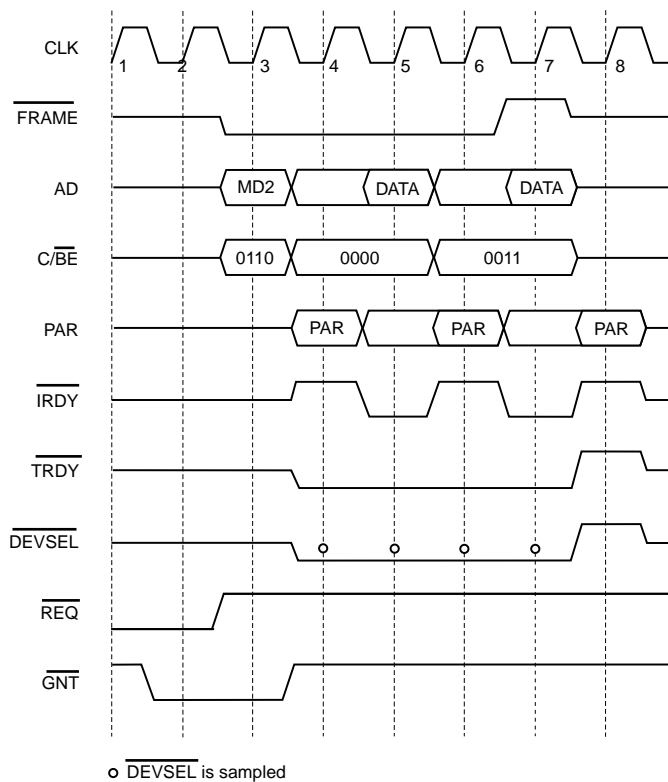 CLK
1 2 3 4 5 6 7 8
FRAME
AD MD2 DATA DATA
C/BE 0110 0000 0011
PAR PAR PAR PAR
IRDY
TRDY
DEVSEL
REQ
GNT
DEVSEL is sampled